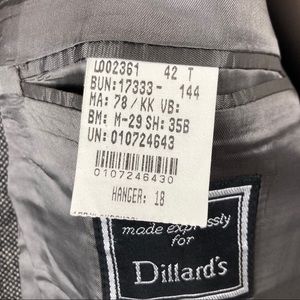 LO02361 42 T
BUN:17333- 144
MA: 78/KK VB:
BM: M-29 SH: 35B
UN: 010724643
0107246430
HANGER: 18
made expressly
for
Dillard's